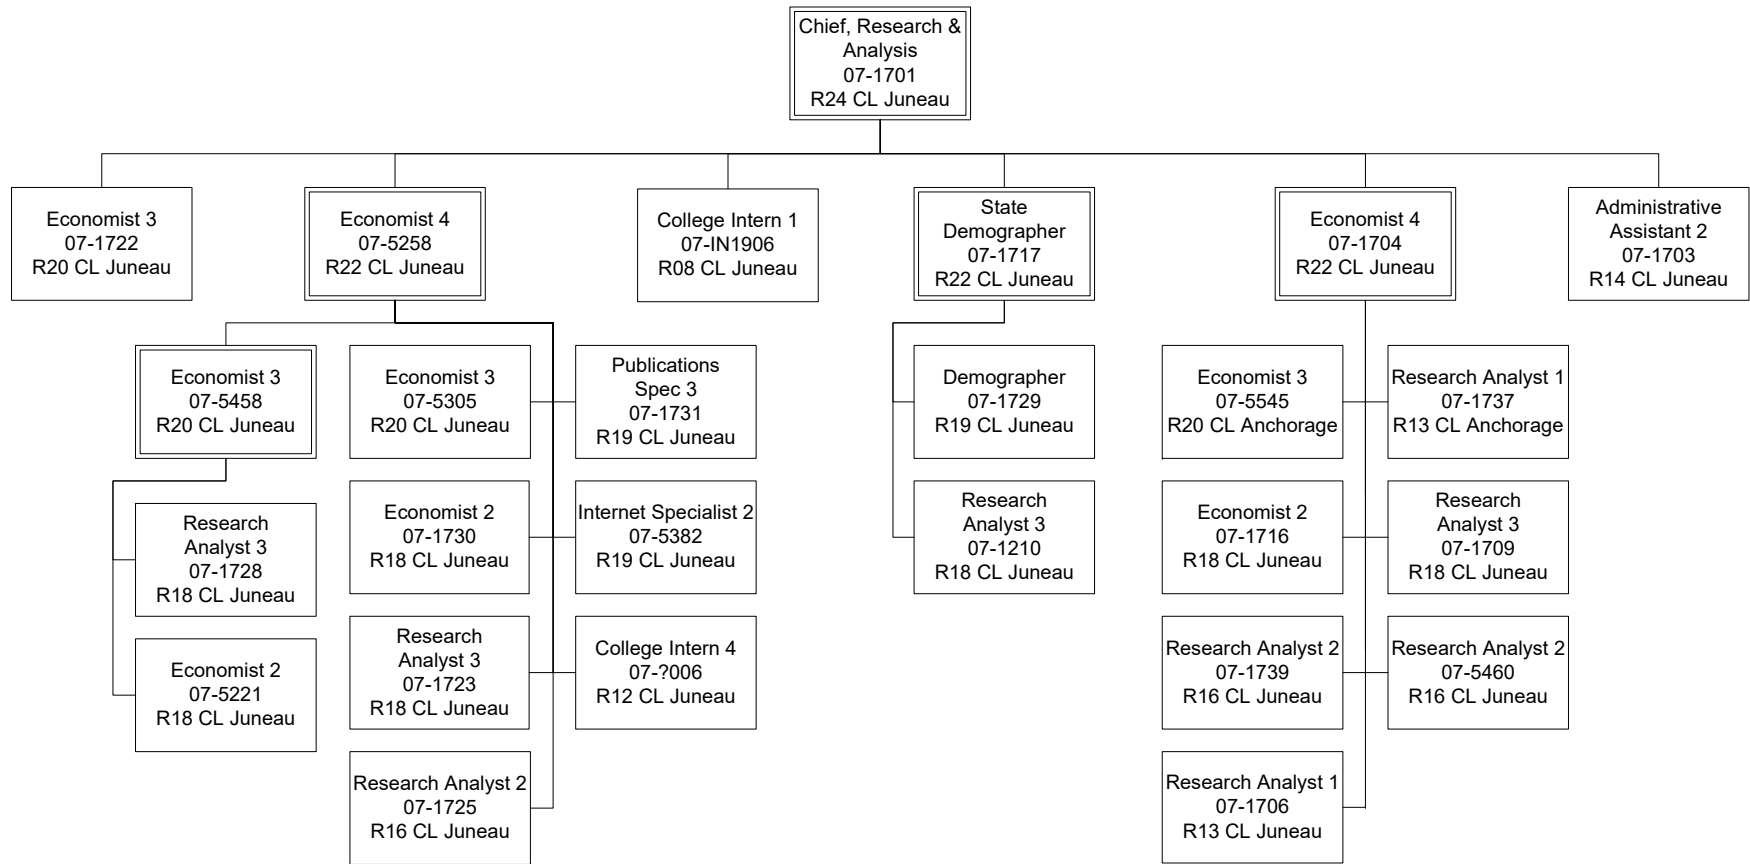 Chief, Research &
Analysis
07-1701
R24 CL Juneau
Economist 3
07-1722
R20 CL Juneau
Economist 4
07-5258
R22 CL Juneau
College Intern 1
07-IN1906
R08 CL Juneau
State
Demographer
07-1717
R22 CL Juneau
Economist 4
07-1704
R22 CL Juneau
Administrative
Assistant 2
07-1703
R14 CL Juneau
Economist 3
07-5458
R20 CL Juneau
Economist 3
07-5305
R20 CL Juneau
Publications
Spec 3
07-1731
R19 CL Juneau
Demographer
07-1729
R19 CL Juneau
Economist 3
07-5545
R20 CL Anchorage
Research Analyst 1
07-1737
R13 CL Anchorage
Research
Analyst 3
07-1728
R18 CL Juneau
Economist 2
07-1730
R18 CL Juneau
Internet Specialist 2
07-5382
R19 CL Juneau
Research
Analyst 3
07-1210
R18 CL Juneau
Economist 2
07-1716
R18 CL Juneau
Research
Analyst 3
07-1709
R18 CL Juneau
Economist 2
07-5221
R18 CL Juneau
Research
Analyst 3
07-1723
R18 CL Juneau
College Intern 4
07-?006
R12 CL Juneau
Research Analyst 2
07-1739
R16 CL Juneau
Research Analyst 2
07-5460
R16 CL Juneau
Research Analyst 2
07-1725
R16 CL Juneau
Research Analyst 1
07-1706
R13 CL Juneau